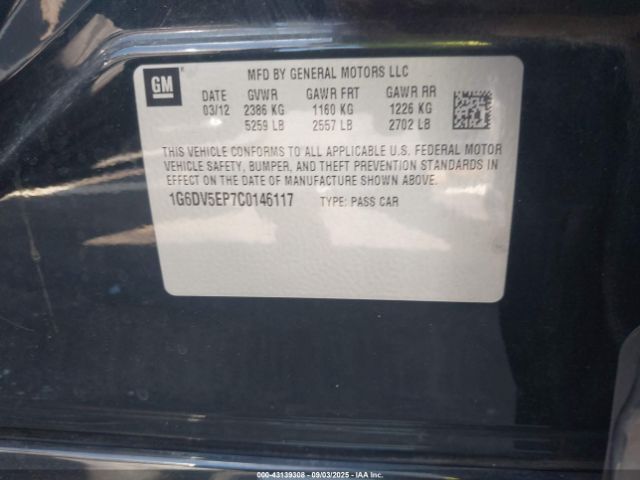 GM
MFD BY GENERAL MOTORS LLC
DATE GVWR GAWR FRT GAWR RR
03/12 2386 KG 1160 KG 1226 KG
5259 LB 2557 LB 2702 LB
THIS VEHICLE CONFORMS TO ALL APPLICABLE U.S. FEDERAL MOTOR
VEHICLE SAFETY, BUMPER, AND THEFT PREVENTION STANDARDS IN
EFFECT ON THE DATE OF MANUFACTURE SHOWN ABOVE.
1G6DV5EP7C0146117 TYPE: PASS CAR
000-43139308 - 09/03/2025 - IAAI.COM